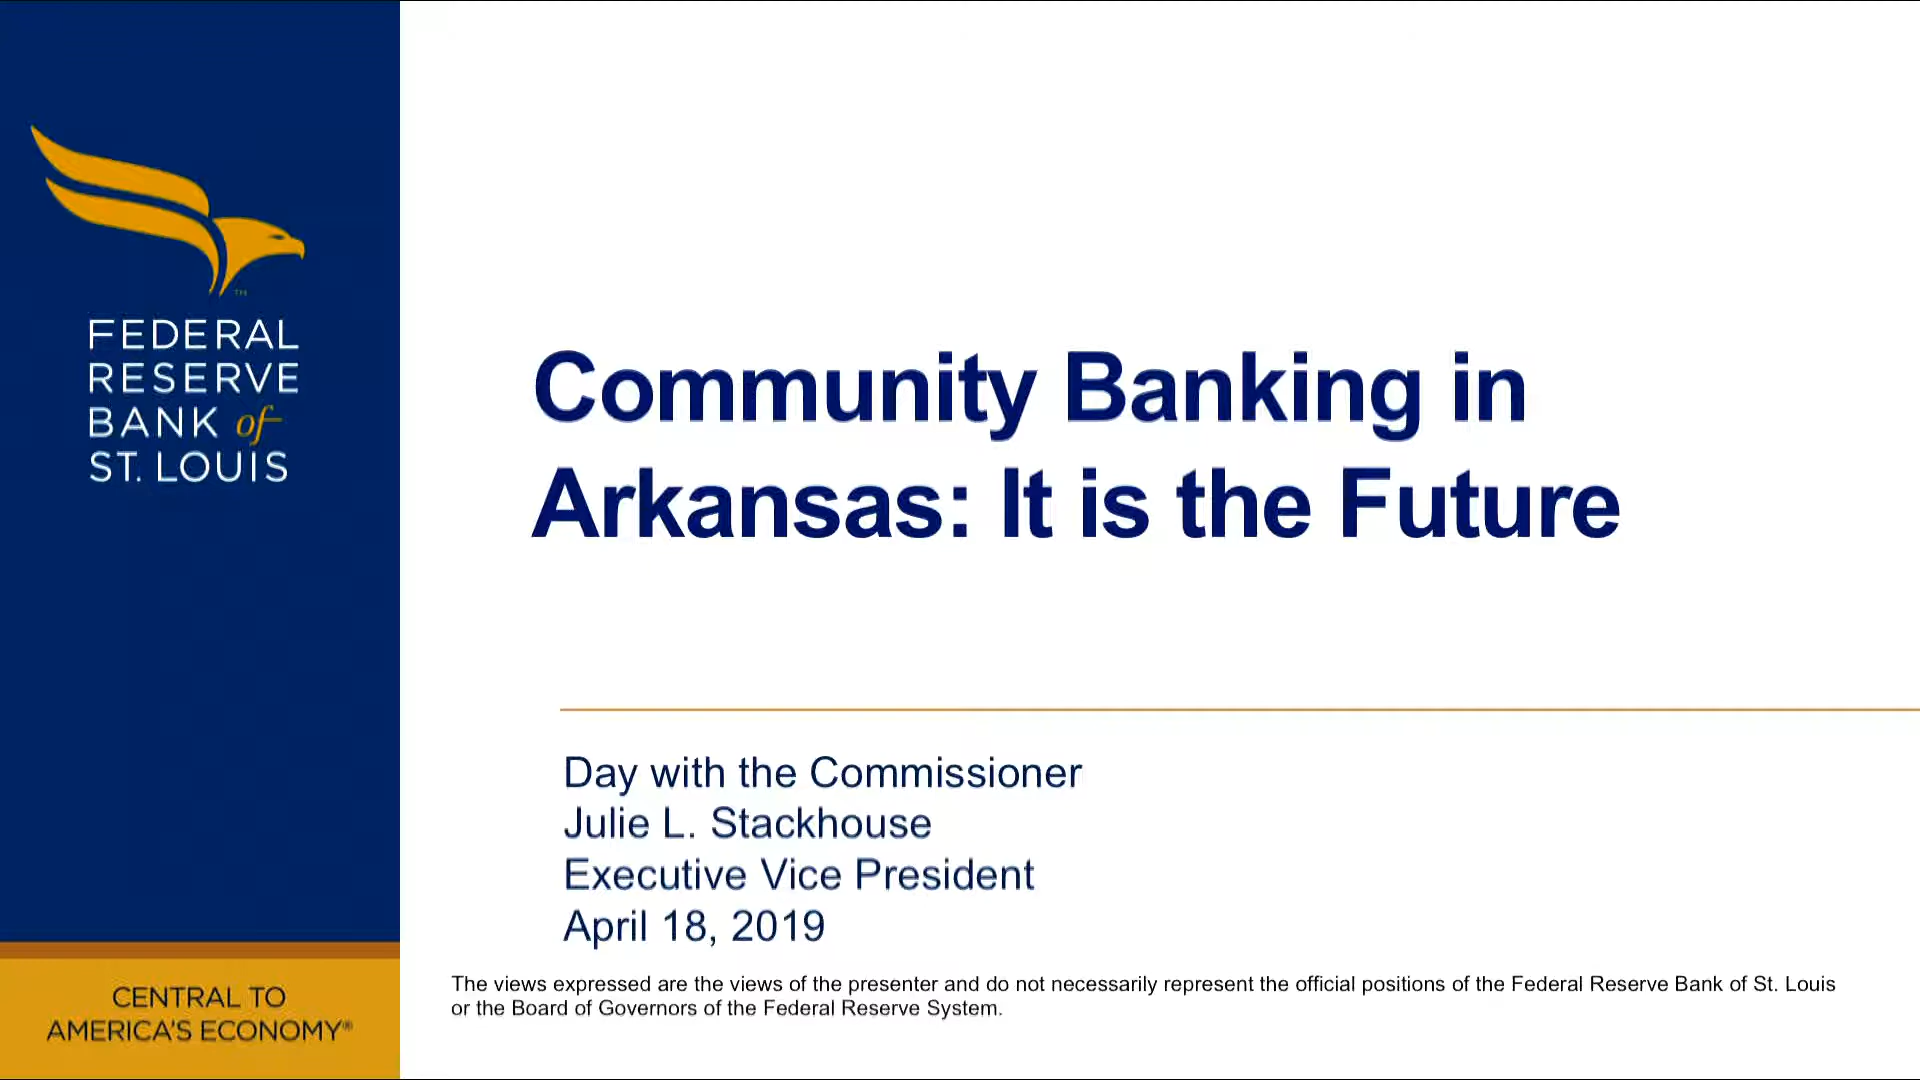 FEDERAL
RESERVE
BANK of
ST. LOUIS
CENTRAL TO
AMERICA'S ECONOMY®
Community Banking in
Arkansas: It is the Future
Day with the Commissioner
Julie L. Stackhouse
Executive Vice President
April 18, 2019
The views expressed are the views of the presenter and do not necessarily represent the official positions of the Federal Reserve Bank of St. Louis
or the Board of Governors of the Federal Reserve System.